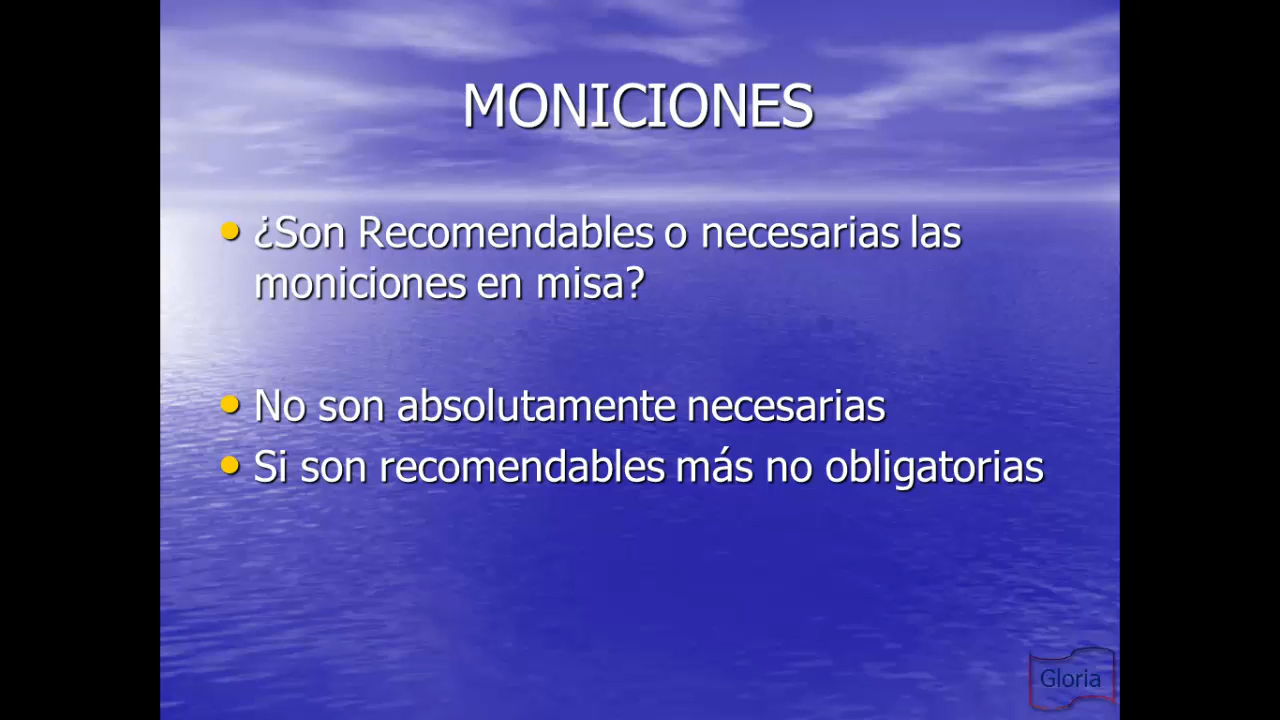 MONICIONES
• ¿Son Recomendables o necesarias las
moniciones en misa?
• No son absolutamente necesarias
• Si son recomendables más no obligatorias
Gloria